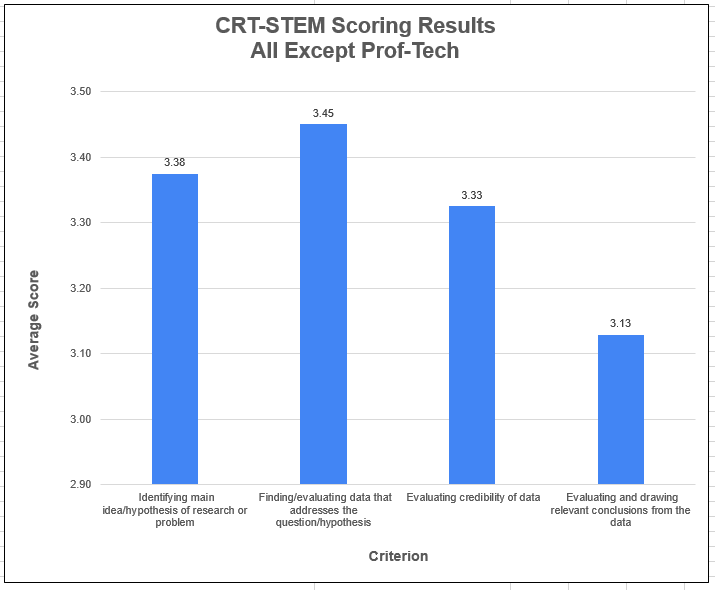 CRT-STEM Scoring Results
All Except Prof-Tech
3.50
3.40
3.30
3.20
3.10
3.00
2.90
Average Score
3.38
3.45
3.33
3.13
Identifying main
idea/hypothesis of research or
problem
Finding/evaluating data that
addresses the
question/hypothesis
Evaluating credibility of data
Evaluating and drawing
relevant conclusions from the
data
Criterion